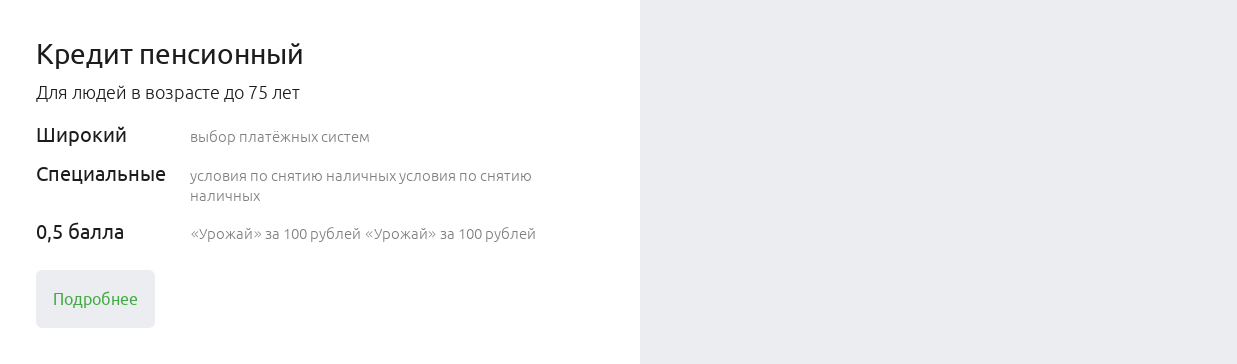 Кредит пенсионный
Для людей в возрасте до 75 лет
Широкий выбор платёжных систем
Специальные условия по снятию наличных условия по снятию
наличных
0,5 балла «Урожай» за 100 рублей «Урожай» за 100 рублей
Подробнее